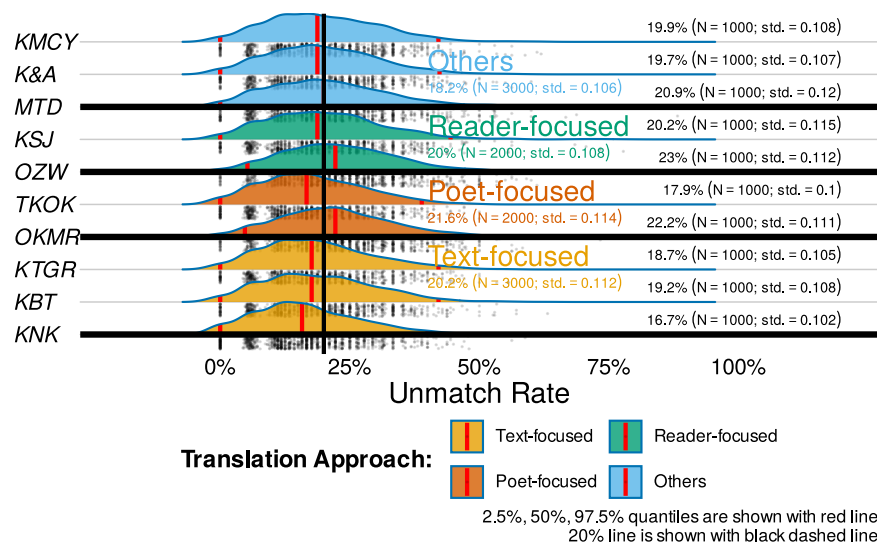 KMCY 19.9% (N = 1000; std. = 0.108)
K&A Others 19.7% (N = 1000; std. = 0.107)
18.2% (N = 3000; std. = 0.106)
MTD 20.9% (N = 1000; std. = 0.12)
KSJ Reader-focused 20.2% (N = 1000; std. = 0.115)
20% (N = 2000; std. = 0.108)
OZW 23% (N = 1000; std. = 0.112)
TKOK Poet-focused 17.9% (N = 1000; std. = 0.1)
21.6% (N = 2000; std. = 0.114)
OKMR 22.2% (N = 1000; std. = 0.111)
KTGR Text-focused 18.7% (N = 1000; std. = 0.105)
20.2% (N = 3000; std. = 0.112)
KBT 19.2% (N = 1000; std. = 0.108)
KNK 16.7% (N = 1000; std. = 0.102)
0% 25% 50% 75% 100%
Unmatch Rate
Translation Approach:
Text-focused Reader-focused
Poet-focused Others
2.5%, 50%, 97.5% quantiles are shown with red line
20% line is shown with black dashed line